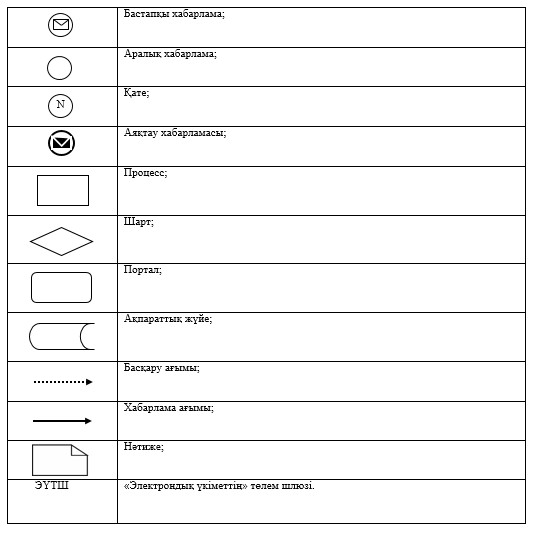 Бастапқы хабарлама;
Аралық хабарлама;
N
Қате;
Аяқтау хабарламасы;
Процесс;
Шарт;
Портал;
Ақпараттық жүйе;
Басқару ағымы;
Хабарлама ағымы;
Нәтиже;
ЭҮТШ
«Электрондық үкіметтің» төлем шлюзі.